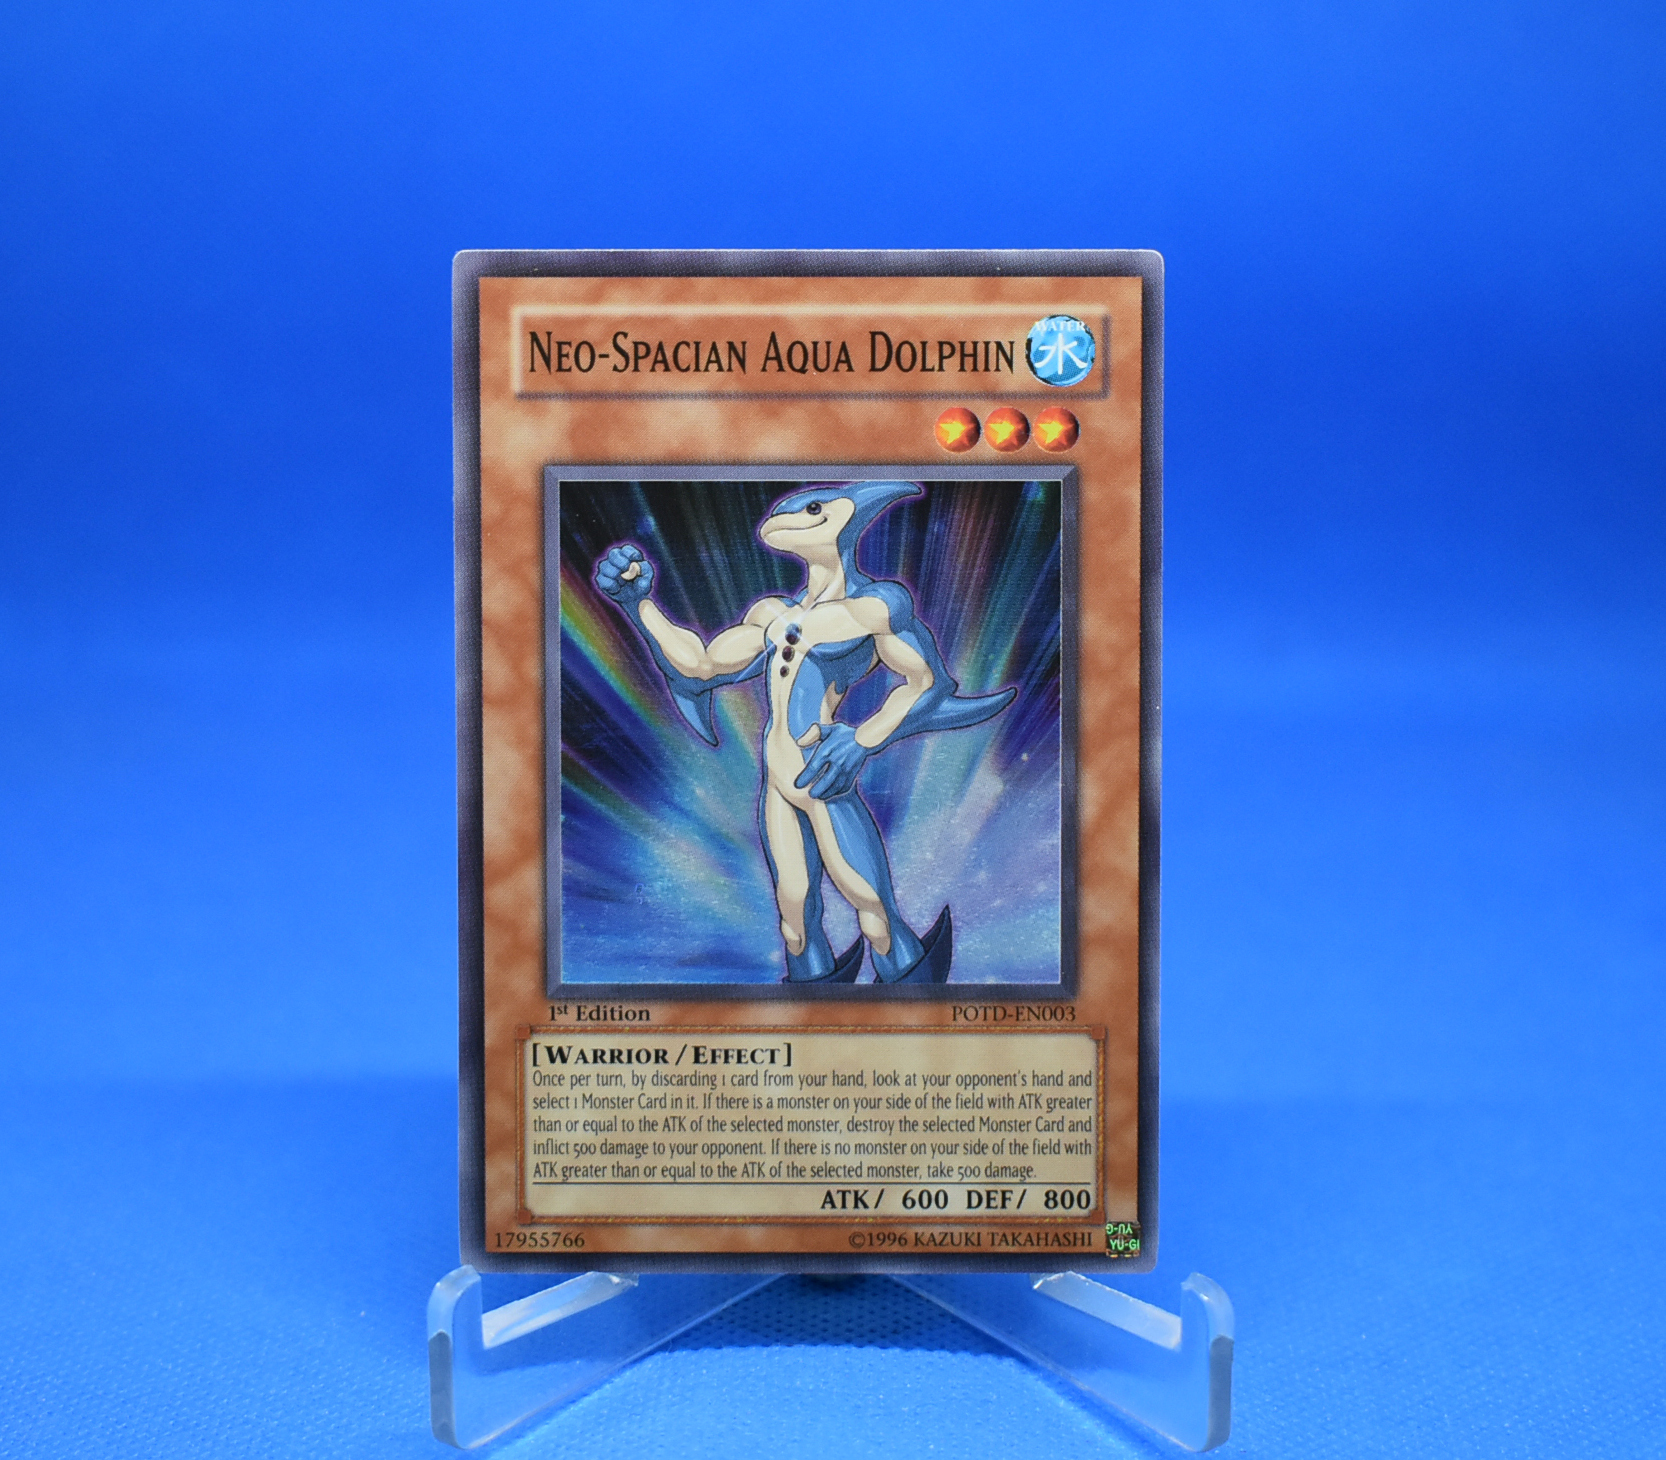 NEO-SPACIAN AQUA DOLPHIN
WATER
水
1st Edition
POTD-EN003
[WARRIOR/EFFECT]
Once per turn, by discarding 1 card from your hand, look at your opponent's hand and
select 1 Monster Card in it. If there is a monster on your side of the field with ATK greater
than or equal to the ATK of the selected monster, destroy the selected Monster Card and
inflict 500 damage to your opponent. If there is no monster on your side of the field with
ATK greater than or equal to the ATK of the selected monster, take 500 damage.
ATK/ 600 DEF/ 800
17955766
©1996 KAZUKI TAKAHASHI
YU-G
YU-GI